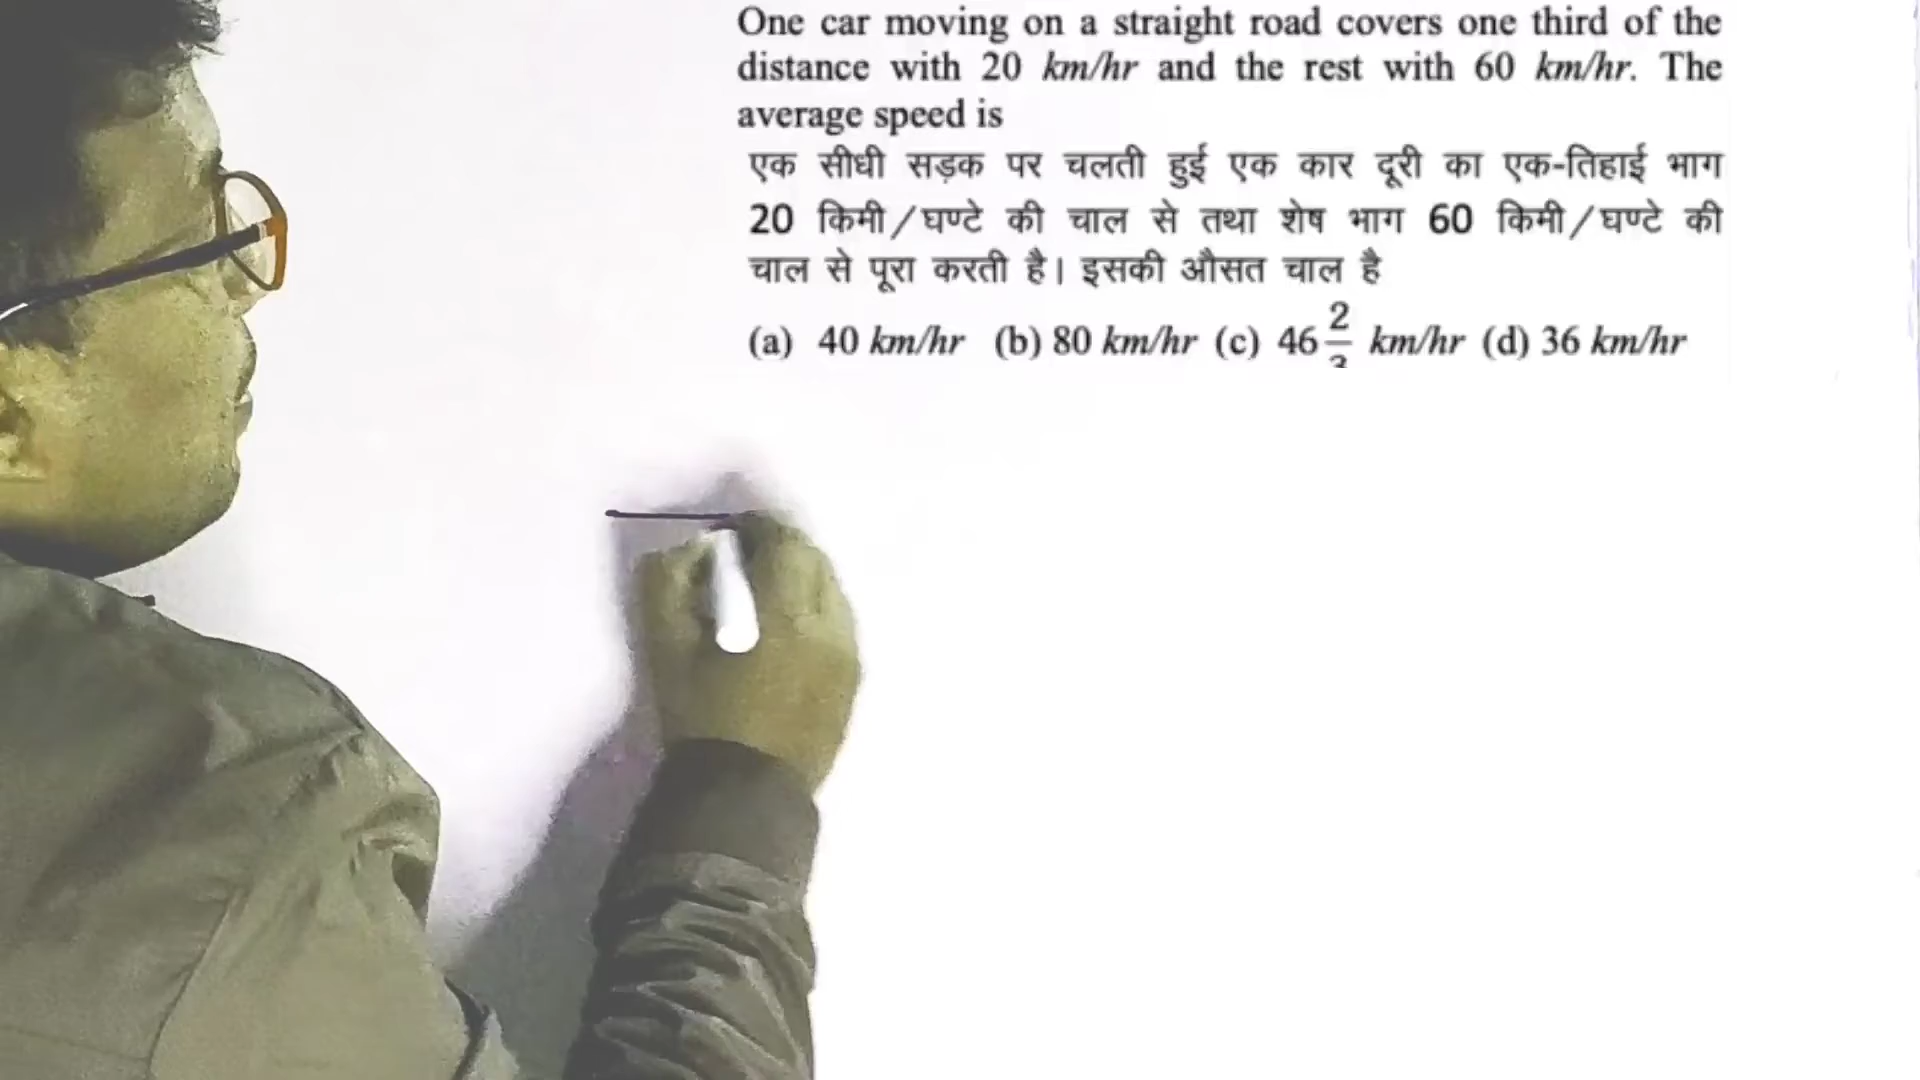 One car moving on a straight road covers one third of the
distance with 20 km/hr and the rest with 60 km/hr. The
average speed is
एक सीधी सड़क पर चलती हुई एक कार दूरी का एक-तिहाई भाग
20 किमी/घण्टे की चाल से तथा शेष भाग 60 किमी/घण्टे की
चाल से पूरा करती है। इसकी औसत चाल है
(a) 40 km/hr (b) 80 km/hr (c) 46 2/3 km/hr (d) 36 km/hr